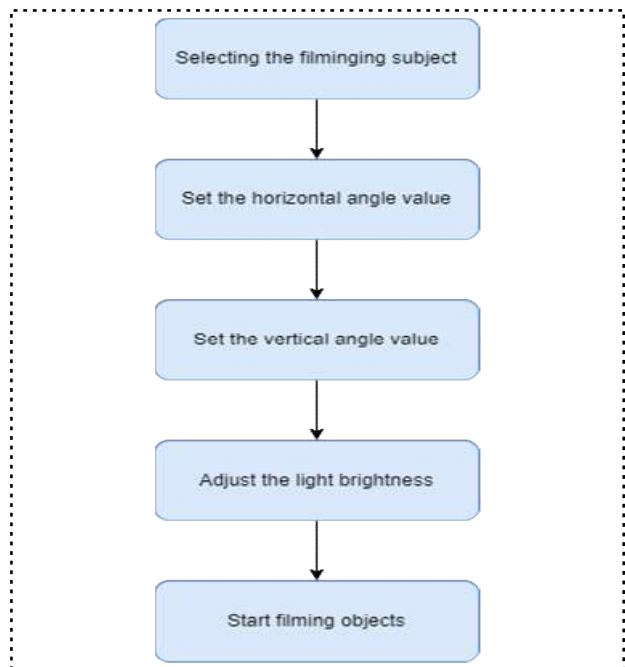 Selecting the filminging subject
Set the horizontal angle value
Set the vertical angle value
Adjust the light brightness
Start filming objects